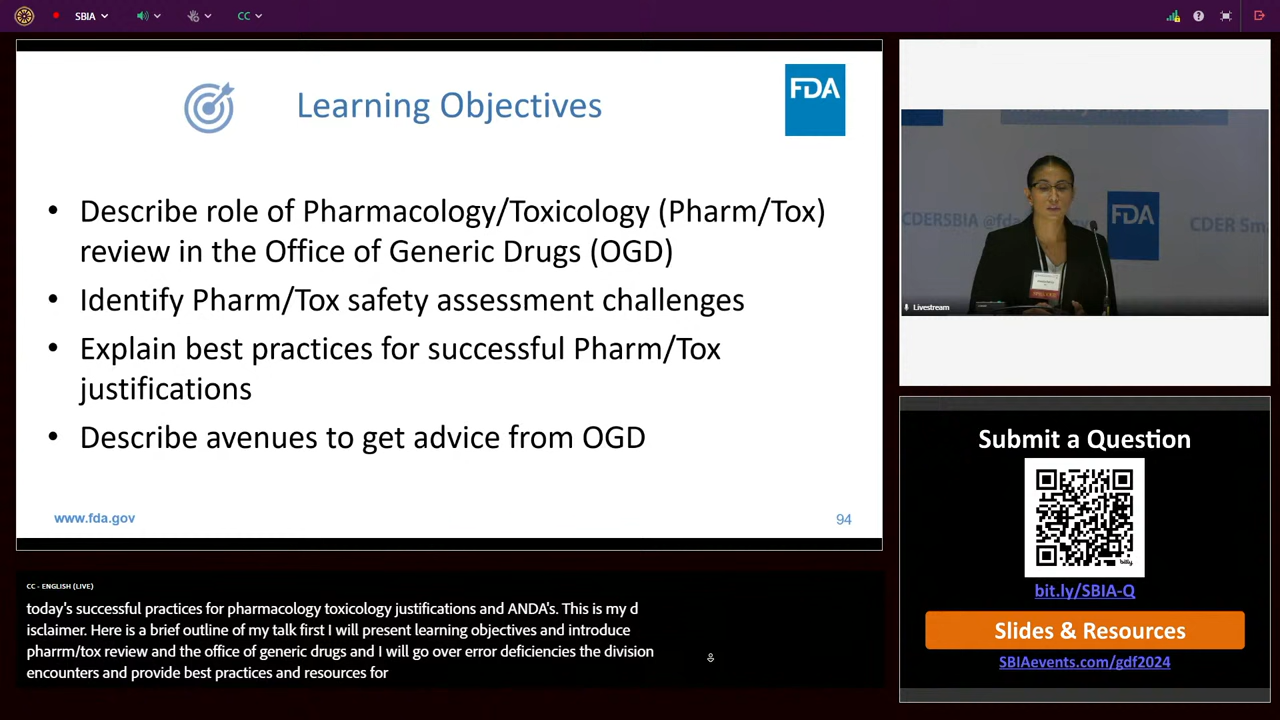 SBIA
CC
Learning Objectives
FDA
• Describe role of Pharmacology/Toxicology (Pharm/Tox)
review in the Office of Generic Drugs (OGD)
• Identify Pharm/Tox safety assessment challenges
• Explain best practices for successful Pharm/Tox
justifications
• Describe avenues to get advice from OGD
www.fda.gov
94
CC - ENGLISH (LIVE)
today's successful practices for pharmacology toxicology justifications and ANDA's. This is my d
isclaimer. Here is a brief outline of my talk first I will present learning objectives and introduce
pharrm/tox review and the office of generic drugs and I will go over error deficiencies the division
encounters and provide best practices and resources for
CDERSBIA @fda
FDA
CDER Sm
Livestream
Submit a Question
bitly
bit.ly/SBIA-Q
Slides & Resources
SBIAevents.com/gdf2024